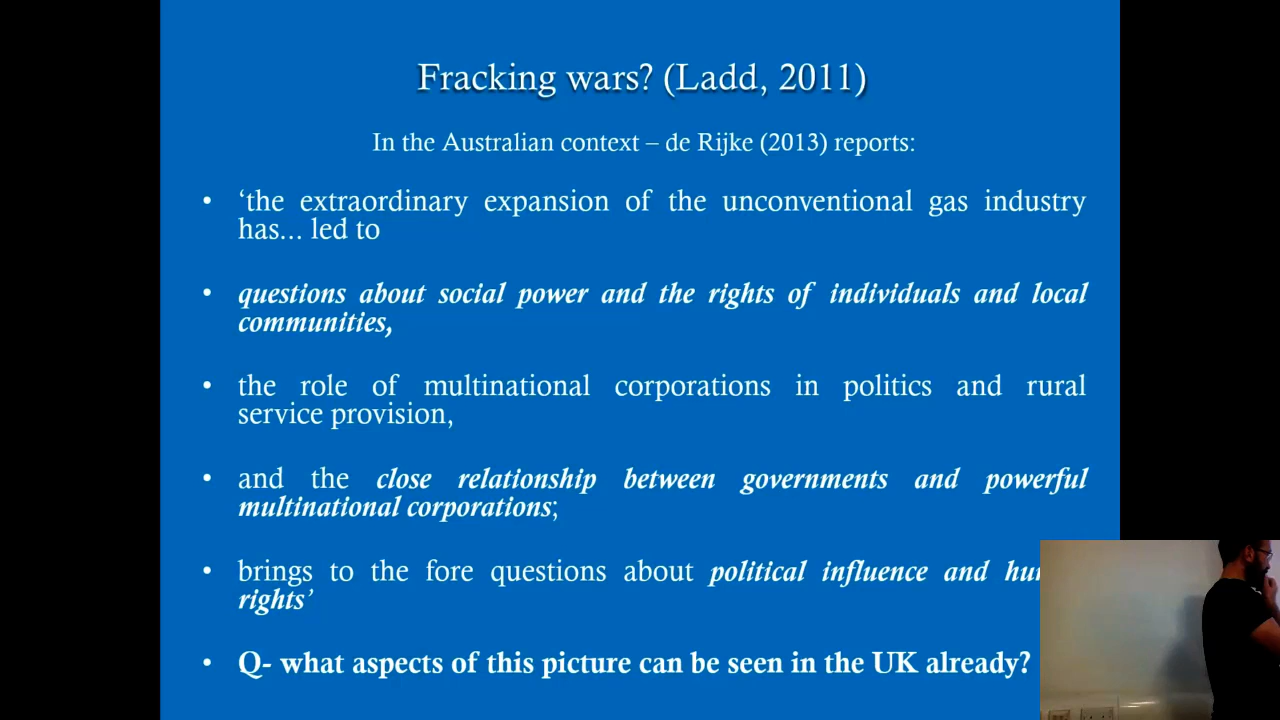 Fracking wars? (Ladd, 2011)
In the Australian context – de Rijke (2013) reports:
• ‘the extraordinary expansion of the unconventional gas industry
has... led to
• questions about social power and the rights of individuals and local
communities,
• the role of multinational corporations in politics and rural
service provision,
• and the close relationship between governments and powerful
multinational corporations;
• brings to the fore questions about political influence and
rights’
• Q- what aspects of this picture can be seen in the UK already?